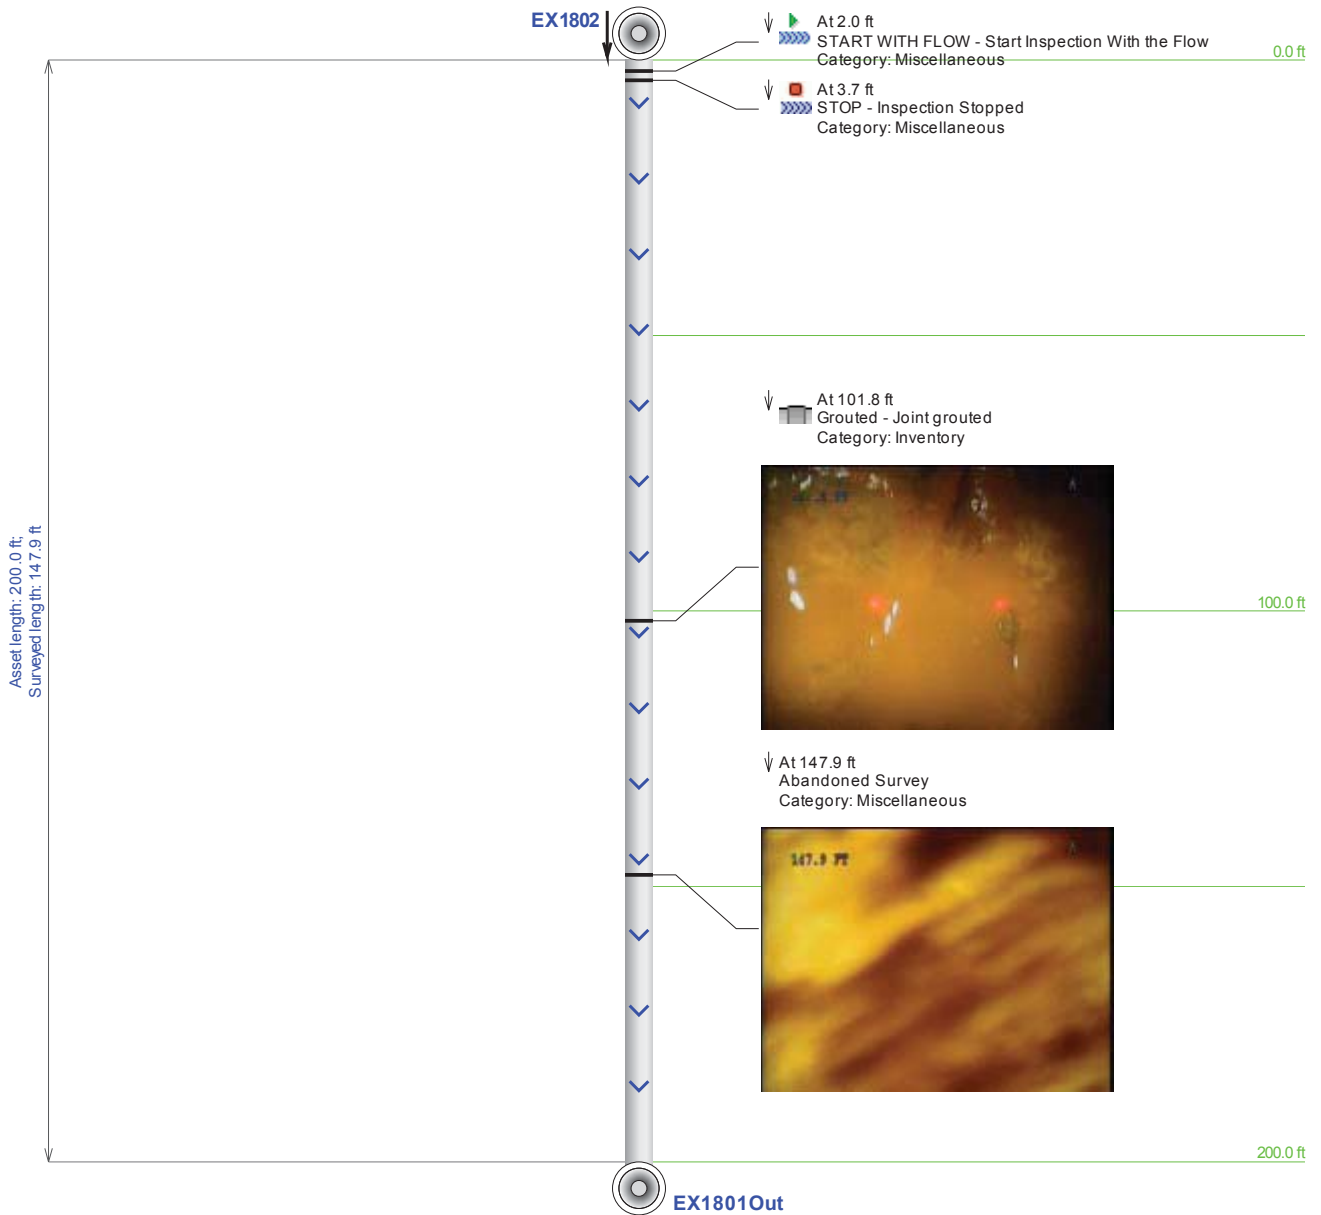 EX1802
At 2.0 ft
START WITH FLOW - Start Inspection With the Flow
Category: Miscellaneous
0.0 ft
At 3.7 ft
STOP - Inspection Stopped
Category: Miscellaneous
At 101.8 ft
Grouted - Joint grouted
Category: Inventory
Asset length: 200.0 ft;
Surveyed length: 147.9 ft
100.0 ft
At 147.9 ft
Abandoned Survey
Category: Miscellaneous
147.9 FT
200.0 ft
EX1801Out